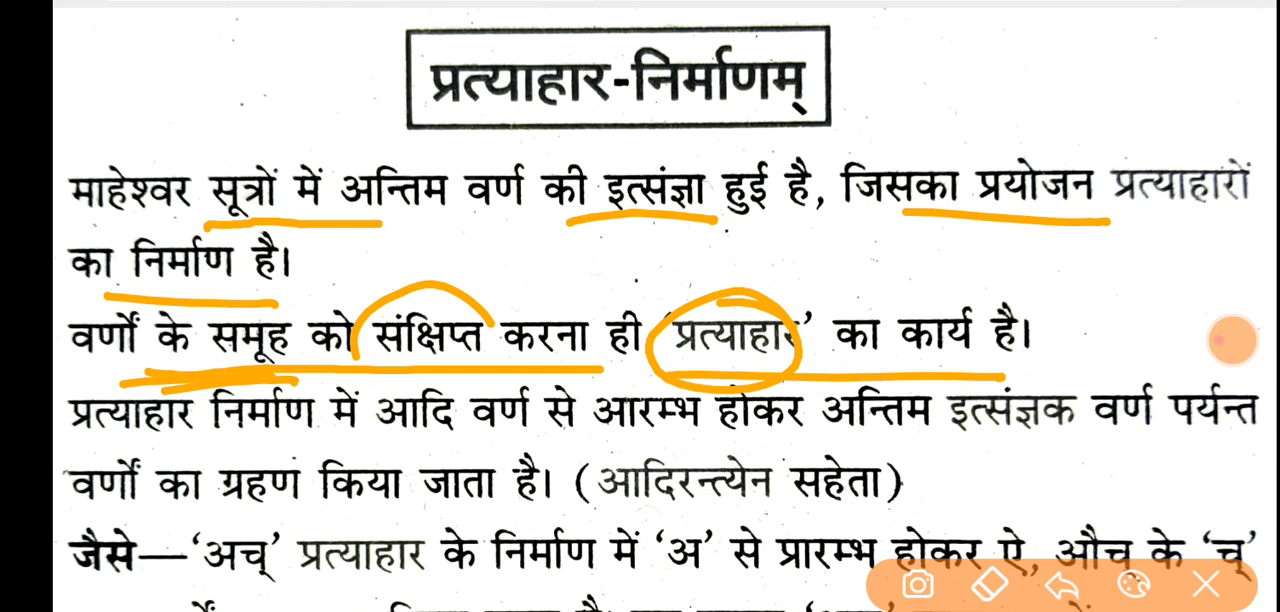 प्रत्याहार-निर्माणम्
माहेश्वर सूत्रों में अन्तिम वर्ण की इत्संज्ञा हुई है, जिसका प्रयोजन प्रत्याहारों
का निर्माण है।
वर्णों के समूह को संक्षिप्त करना ही 'प्रत्याहार' का कार्य है।
प्रत्याहार निर्माण में आदि वर्ण से आरम्भ होकर अन्तिम इत्संज्ञक वर्ण पर्यन्त
वर्णों का ग्रहण किया जाता है। (आदिरन्त्येन सहेता)
जैसे—'अच्' प्रत्याहार के निर्माण में 'अ' से प्रारम्भ होकर ऐ, औच् के 'च्'